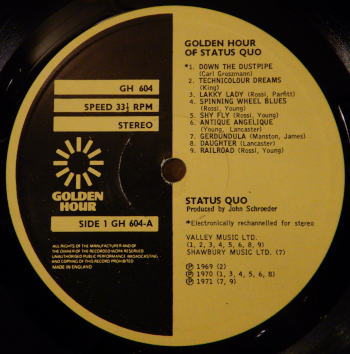 GOLDEN HOUR
OF STATUS QUO
*1. DOWN THE DUSTPIPE
(Carl Groszmann)
2. TECHNICOLOUR DREAMS
(King)
3. LAKKY LADY (Rossi, Parfitt)
4. SPINNING WHEEL BLUES
(Rossi, Young)
5. SHY FLY (Rossi, Young)
6. ANTIQUE ANGELIQUE
(Young, Lancaster)
7. GERDUNDULA (Manston, James)
8. DAUGHTER (Lancaster)
9. RAILROAD (Rossi, Young)
GH 604
SPEED 33⅓ RPM
STEREO
GOLDEN
HOUR
SIDE 1 GH 604-A
ALL RIGHTS OF THE MANUFACTURER AND OF
THE OWNER OF THE RECORDED WORK RESERVED
UNAUTHORISED PUBLIC PERFORMANCE BROADCASTING
AND COPYING OF THIS RECORD PROHIBITED
MADE IN ENGLAND
STATUS QUO
Produced by John Schroeder
*Electronically rechannelled for stereo
VALLEY MUSIC LTD.
(1, 2, 3, 4, 5, 6, 8, 9)
SHAWBURY MUSIC LTD. (7)
℗ 1969 (2)
℗ 1970 (1, 3, 4, 5, 6, 8)
℗ 1971 (7, 9)